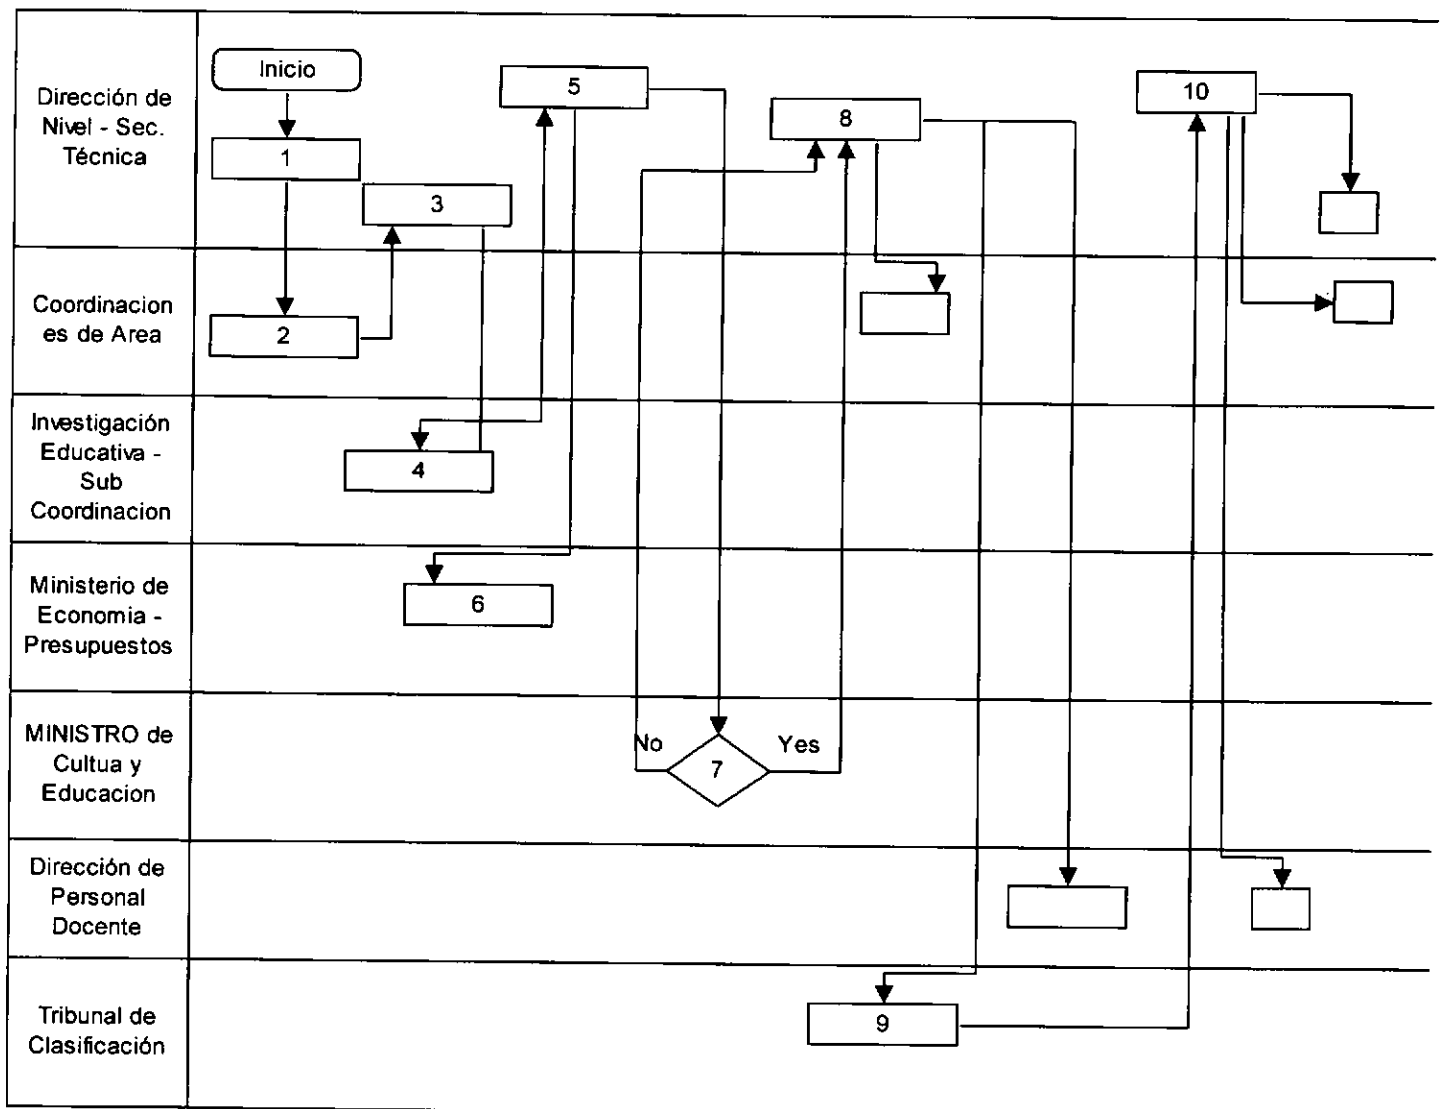 Dirección de
Nivel - Sec.
Técnica
Inicio
1
3
5
8
10
Coordinacion
es de Area
2
Investigación
Educativa -
Sub
Coordinacion
4
Ministerio de
Economia -
Presupuestos
6
MINISTRO de
Cultua y
Educacion
No
7
Yes
Dirección de
Personal
Docente
Tribunal de
Clasificación
9